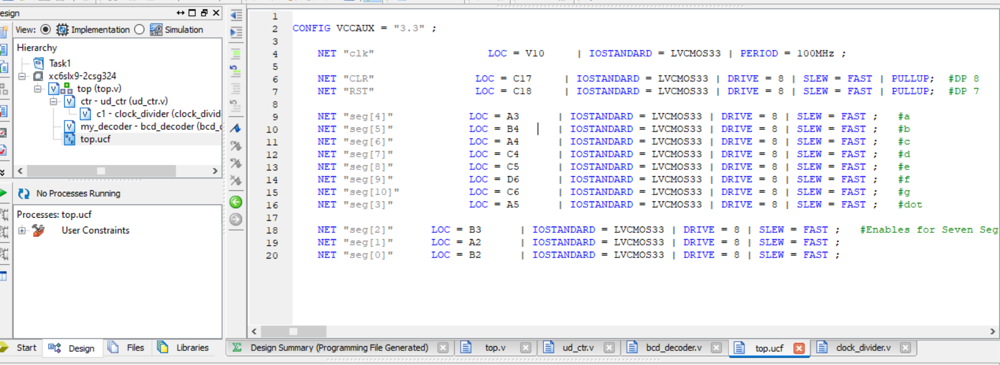 esign
View: Implementation Simulation
Hierarchy
Task1
xc6slx9-2csg324
top (top.v)
ctr - ud_ctr (ud_ctr.v)
c1 - clock_divider (clock_divid
my_decoder - bcd_decoder (bcd_
top.ucf
No Processes Running
Processes: top.ucf
User Constraints
Start Design Files Libraries
1
2 CONFIG VCCAUX = "3.3" ;
3
4 NET "clk" LOC = V10 | IOSTANDARD = LVCMOS33 | PERIOD = 100MHz ;
5
6 NET "CLR" LOC = C17 | IOSTANDARD = LVCMOS33 | DRIVE = 8 | SLEW = FAST | PULLUP; #DP 8
7 NET "RST" LOC = C18 | IOSTANDARD = LVCMOS33 | DRIVE = 8 | SLEW = FAST | PULLUP; #DP 7
8
9 NET "seg[4]" LOC = A3 | IOSTANDARD = LVCMOS33 | DRIVE = 8 | SLEW = FAST ; #a
10 NET "seg[5]" LOC = B4 | IOSTANDARD = LVCMOS33 | DRIVE = 8 | SLEW = FAST ; #b
11 NET "seg[6]" LOC = A4 | IOSTANDARD = LVCMOS33 | DRIVE = 8 | SLEW = FAST ; #c
12 NET "seg[7]" LOC = C4 | IOSTANDARD = LVCMOS33 | DRIVE = 8 | SLEW = FAST ; #d
13 NET "seg[8]" LOC = C5 | IOSTANDARD = LVCMOS33 | DRIVE = 8 | SLEW = FAST ; #e
14 NET "seg[9]" LOC = D6 | IOSTANDARD = LVCMOS33 | DRIVE = 8 | SLEW = FAST ; #f
15 NET "seg[10]" LOC = C6 | IOSTANDARD = LVCMOS33 | DRIVE = 8 | SLEW = FAST ; #g
16 NET "seg[3]" LOC = A5 | IOSTANDARD = LVCMOS33 | DRIVE = 8 | SLEW = FAST ; #dot
17
18 NET "seg[2]" LOC = B3 | IOSTANDARD = LVCMOS33 | DRIVE = 8 | SLEW = FAST ; #Enables for Seven Seg
19 NET "seg[1]" LOC = A2 | IOSTANDARD = LVCMOS33 | DRIVE = 8 | SLEW = FAST ;
20 NET "seg[0]" LOC = B2 | IOSTANDARD = LVCMOS33 | DRIVE = 8 | SLEW = FAST ;
Design Summary (Programming File Generated) top.v ud_ctr.v bcd_decoder.v top.ucf clock_divider.v